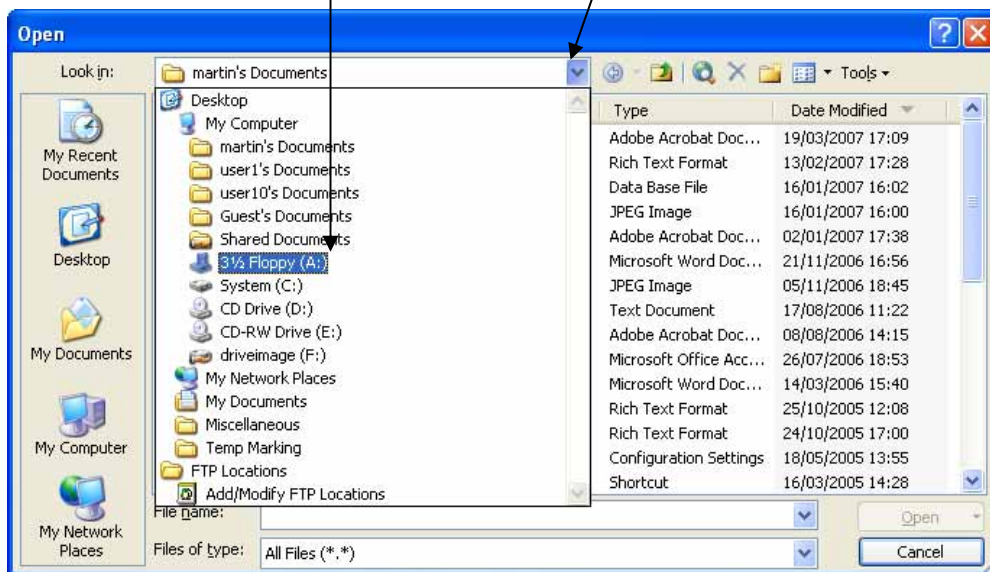 Open
Look in:
martin's Documents
Tools
My Recent
Documents
Desktop
My Documents
My Computer
My Network
Places
Desktop
My Computer
martin's Documents
user1's Documents
user10's Documents
Guest's Documents
Shared Documents
3½ Floppy (A:)
System (C:)
CD Drive (D:)
CD-RW Drive (E:)
driveimage (F:)
My Network Places
My Documents
Miscellaneous
Temp Marking
FTP Locations
Add/Modify FTP Locations
Type Date Modified
Adobe Acrobat Doc... 19/03/2007 17:09
Rich Text Format 13/02/2007 17:28
Data Base File 16/01/2007 16:02
JPEG Image 16/01/2007 16:00
Adobe Acrobat Doc... 02/01/2007 17:38
Microsoft Word Doc... 21/11/2006 16:56
JPEG Image 05/11/2006 18:45
Text Document 17/08/2006 11:22
Adobe Acrobat Doc... 08/08/2006 14:15
Microsoft Office Acc... 26/07/2006 18:53
Microsoft Word Doc... 14/03/2006 15:40
Rich Text Format 25/10/2005 12:08
Rich Text Format 24/10/2005 17:00
Configuration Settings 18/05/2005 13:55
Shortcut 16/03/2005 14:28
File name:
Open
Files of type: All Files (*.*)
Cancel